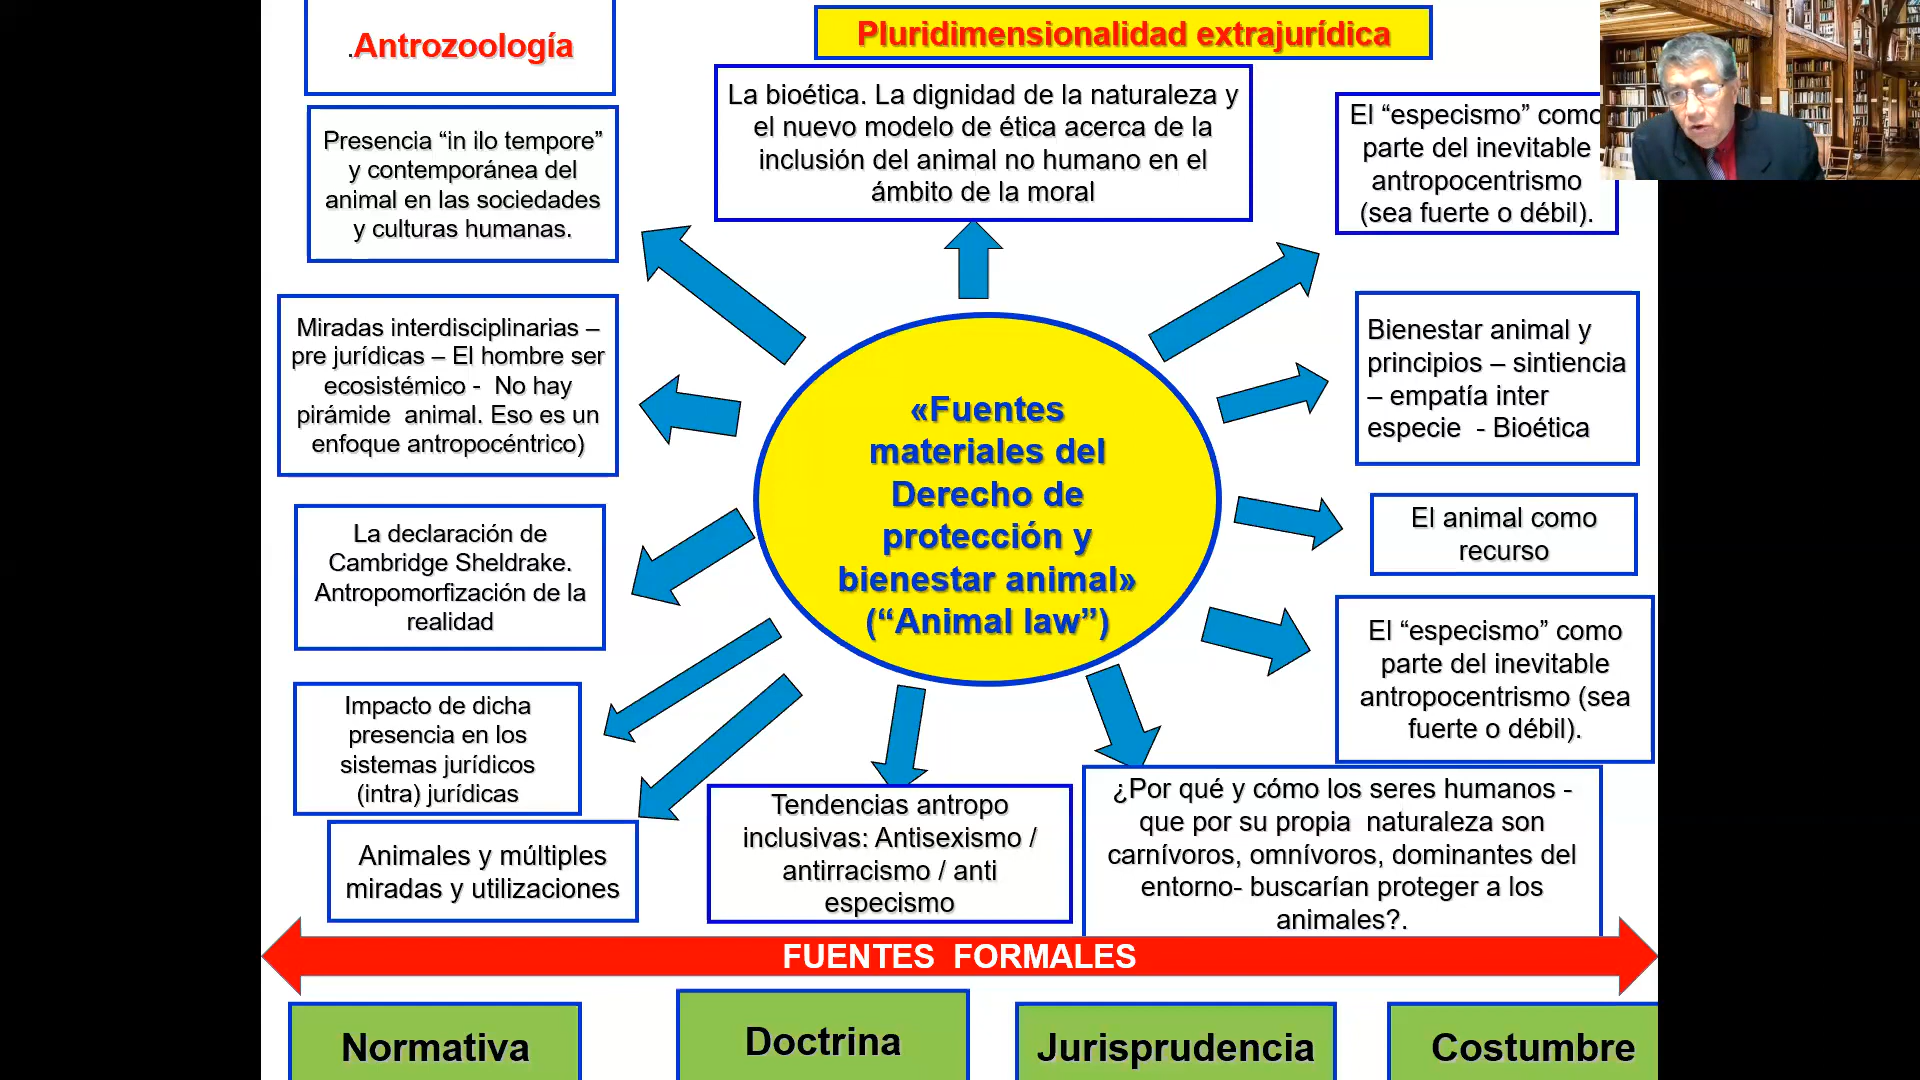 .Antrozoología
Pluridimensionalidad extrajurídica
Presencia “in ilo tempore”
y contemporánea del
animal en las sociedades
y culturas humanas.
La bioética. La dignidad de la naturaleza y
el nuevo modelo de ética acerca de la
inclusión del animal no humano en el
ámbito de la moral
El “especismo” como
parte del inevitable
antropocentrismo
(sea fuerte o débil).
Miradas interdisciplinarias –
pre jurídicas – El hombre ser
ecosistémico - No hay
pirámide animal. Eso es un
enfoque antropocéntrico)
Bienestar animal y
principios – sintiencia
– empatía inter
especie - Bioética
«Fuentes
materiales del
Derecho de
protección y
bienestar animal»
(“Animal law”)
La declaración de
Cambridge Sheldrake.
Antropomorfización de la
realidad
El animal como
recurso
El “especismo” como
parte del inevitable
antropocentrismo (sea
fuerte o débil).
Impacto de dicha
presencia en los
sistemas jurídicos
(intra) jurídicas
Animales y múltiples
miradas y utilizaciones
Tendencias antropo
inclusivas: Antisexismo /
antirracismo / anti
especismo
¿Por qué y cómo los seres humanos -
que por su propia naturaleza son
carnívoros, omnívoros, dominantes del
entorno- buscarían proteger a los
animales?.
FUENTES FORMALES
Normativa
Doctrina
Jurisprudencia
Costumbre